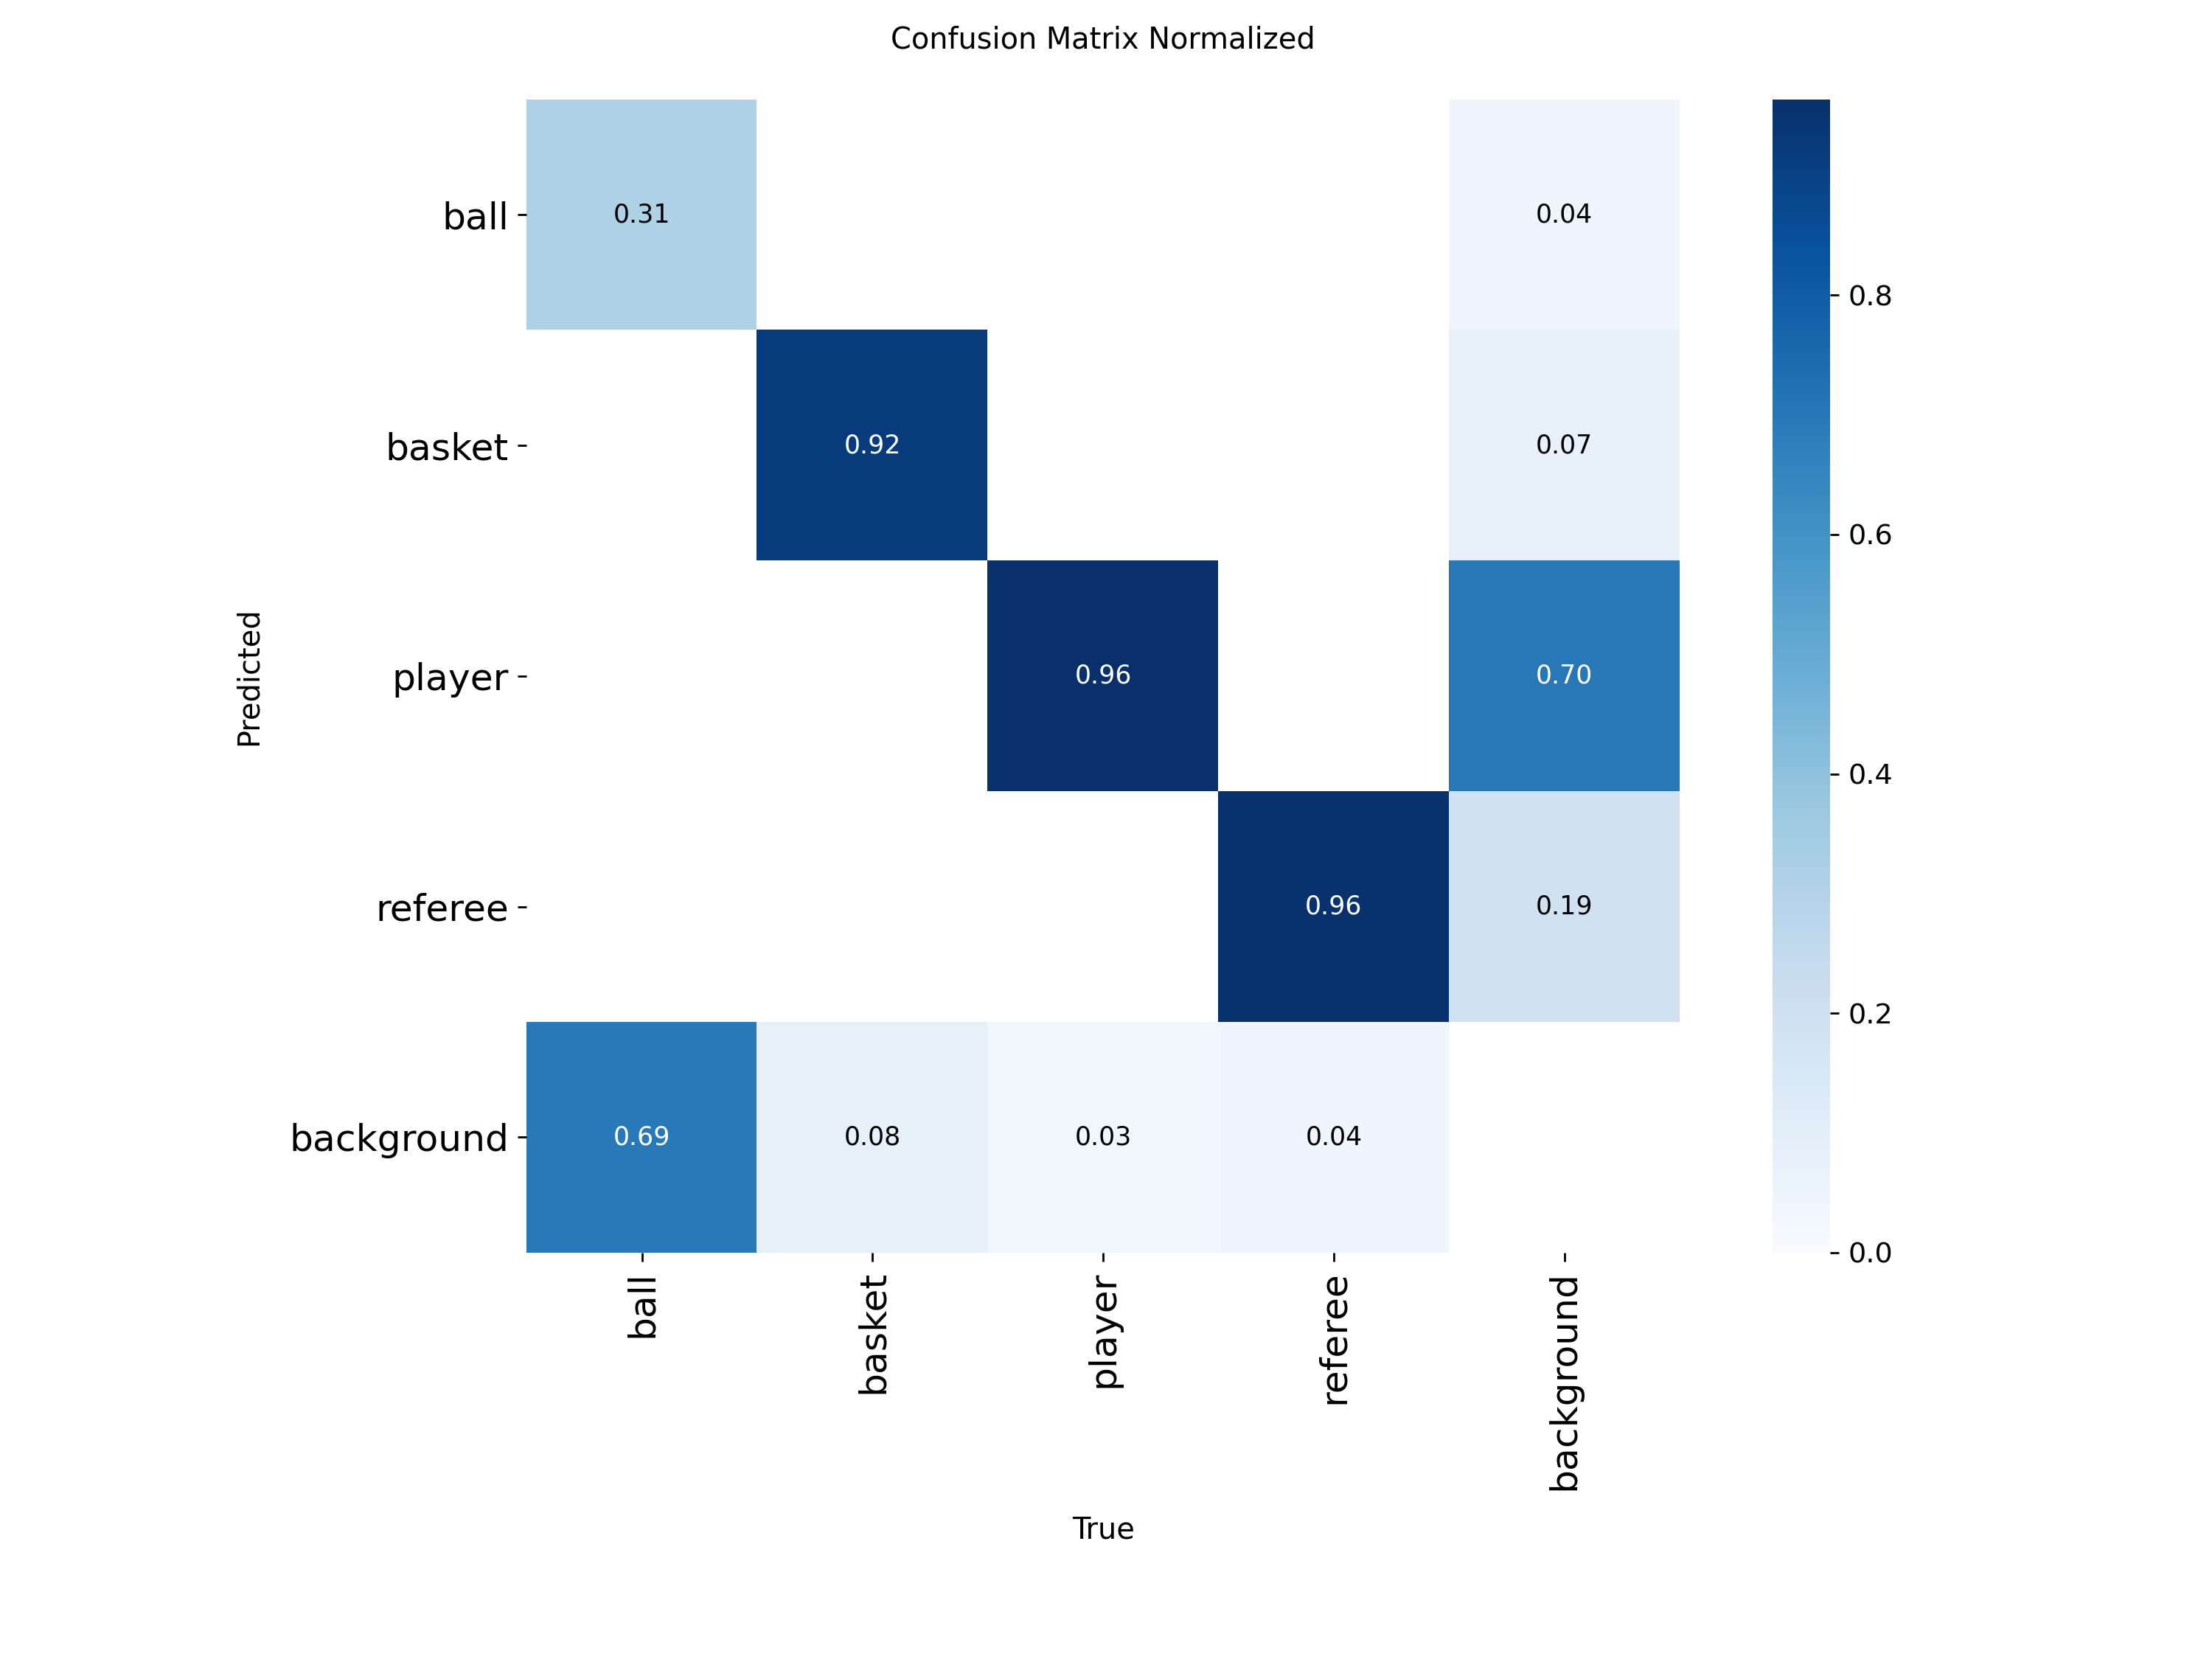 Confusion Matrix Normalized
ball
0.31
0.04
0.8
basket
0.92
0.07
0.6
Predicted
player
0.96
0.70
0.4
referee
0.96
0.19
0.2
background
0.69
0.08
0.03
0.04
0.0
ball
basket
player
referee
background
True